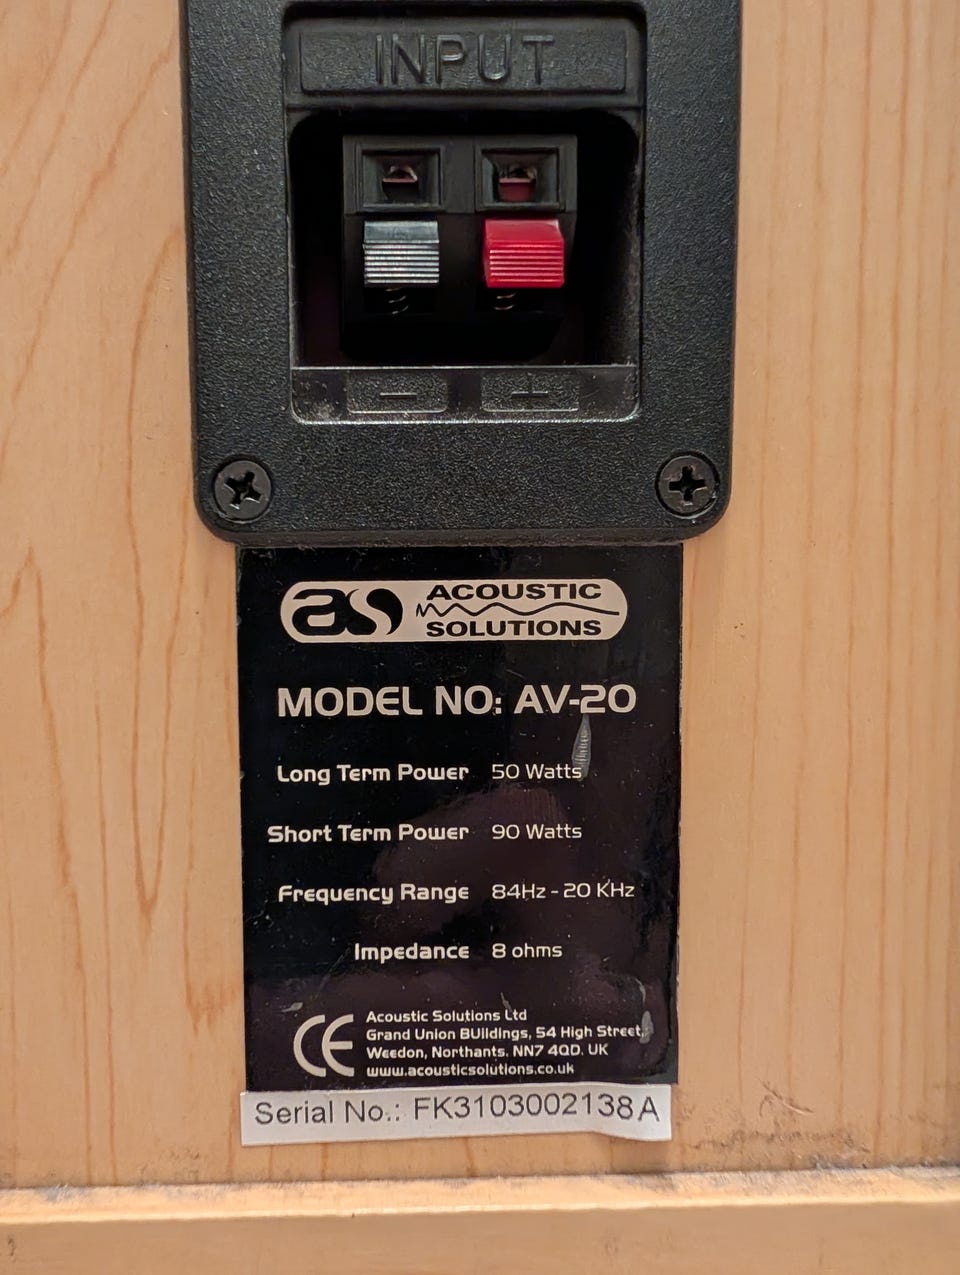 INPUT
- +
as ACOUSTIC
SOLUTIONS
MODEL NO: AV-20
Long Term Power 50 Watts
Short Term Power 90 Watts
Frequency Range 84Hz - 20 KHz
Impedance 8 ohms
CE
Acoustic Solutions Ltd
Grand Union BUildings, 54 High Street,
Weedon, Northants. NN7 4QD. UK
www.acousticsolutions.co.uk
Serial No.: FK3103002138A